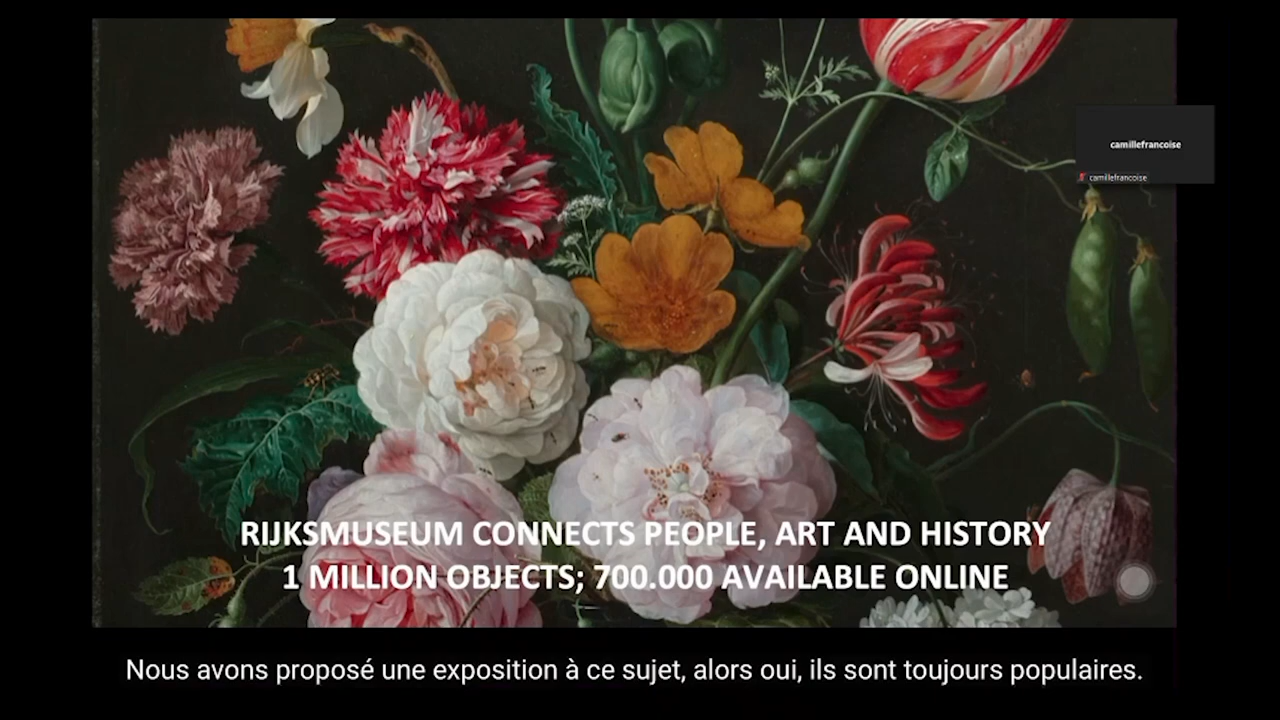 camillefrancoise
camillefrancoise
RIJKSMUSEUM CONNECTS PEOPLE, ART AND HISTORY
1 MILLION OBJECTS; 700.000 AVAILABLE ONLINE
Nous avons proposé une exposition à ce sujet, alors oui, ils sont toujours populaires.